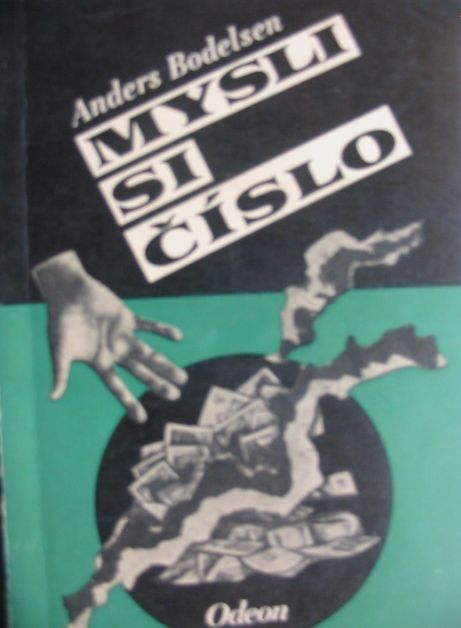 Anders Bodelsen
MYSLI
SI
ČÍSLO
Odeon